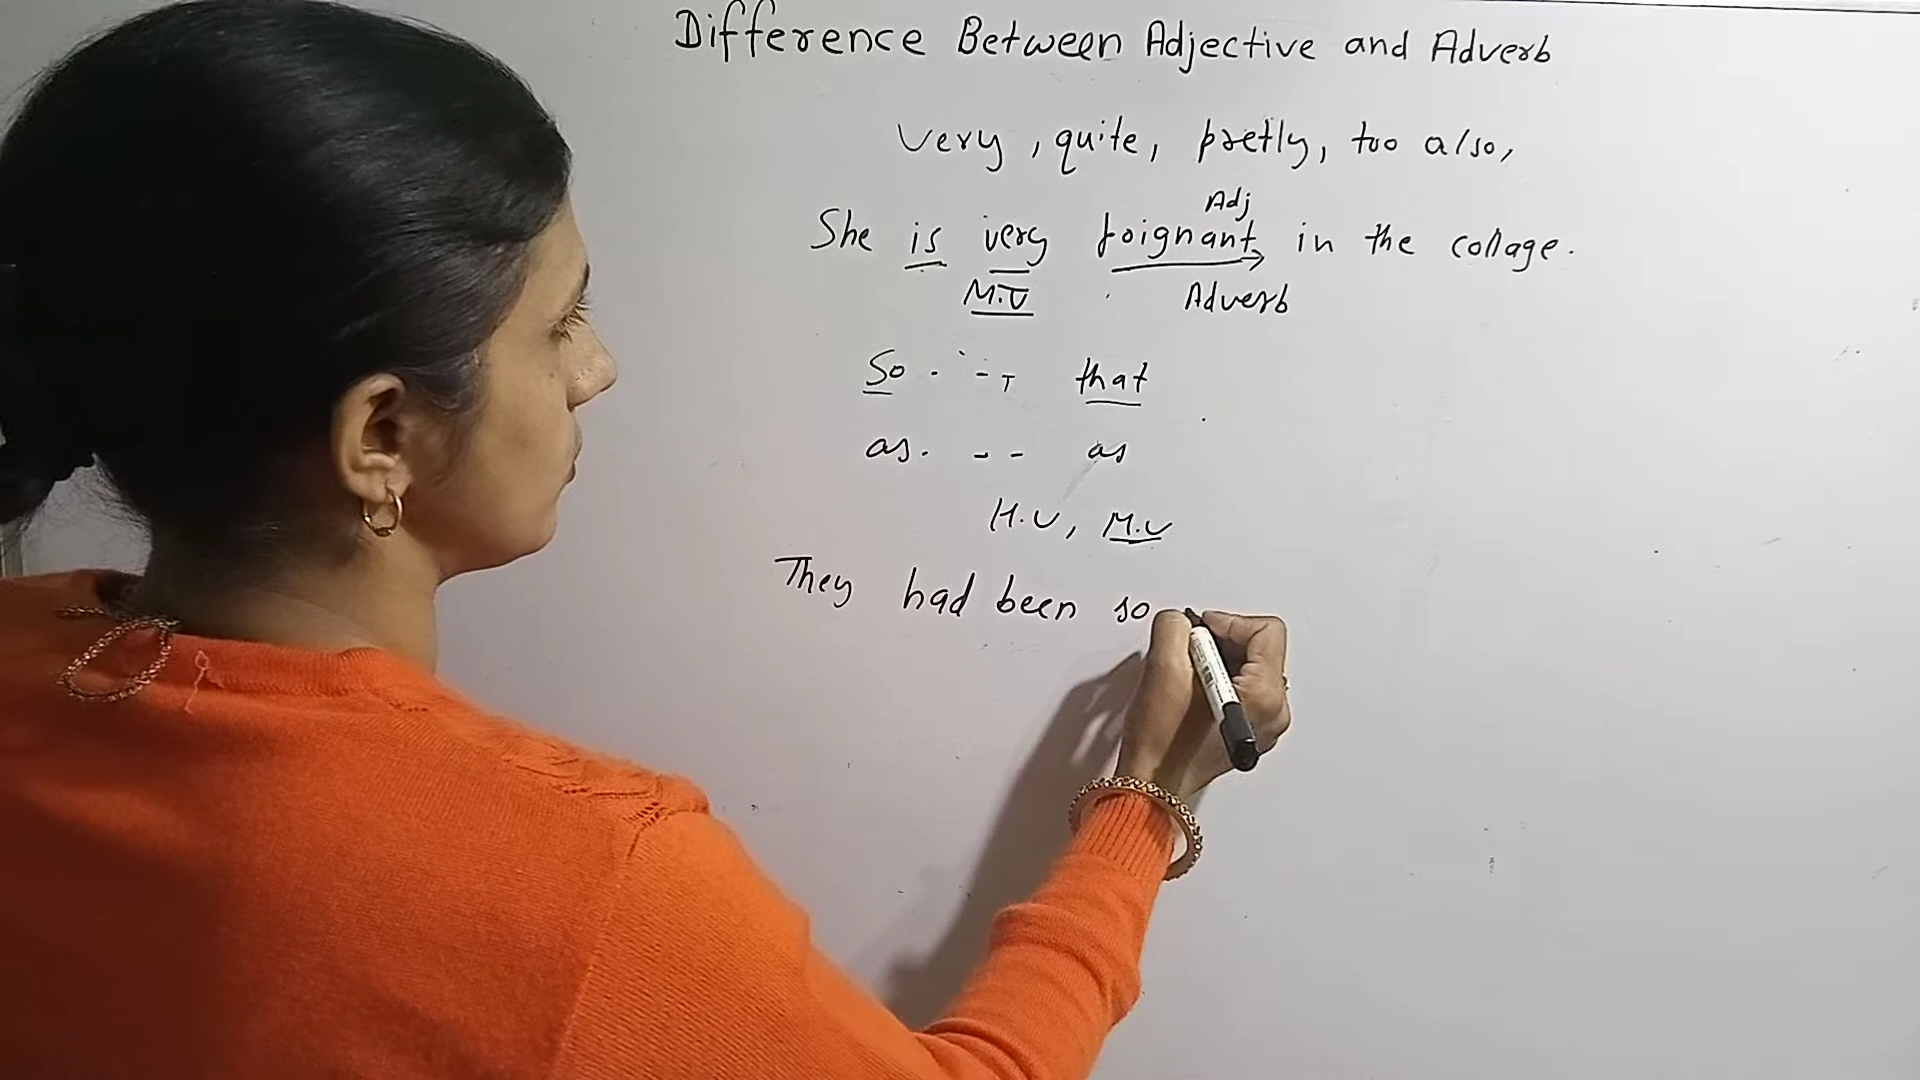 Difference Between Adjective and Adverb
Very, quite, pretly, too also,
Adj
She is very poignant in the collage.
M.V Adverb
So . - - that
as. - - as
H.V, M.V
They had been so